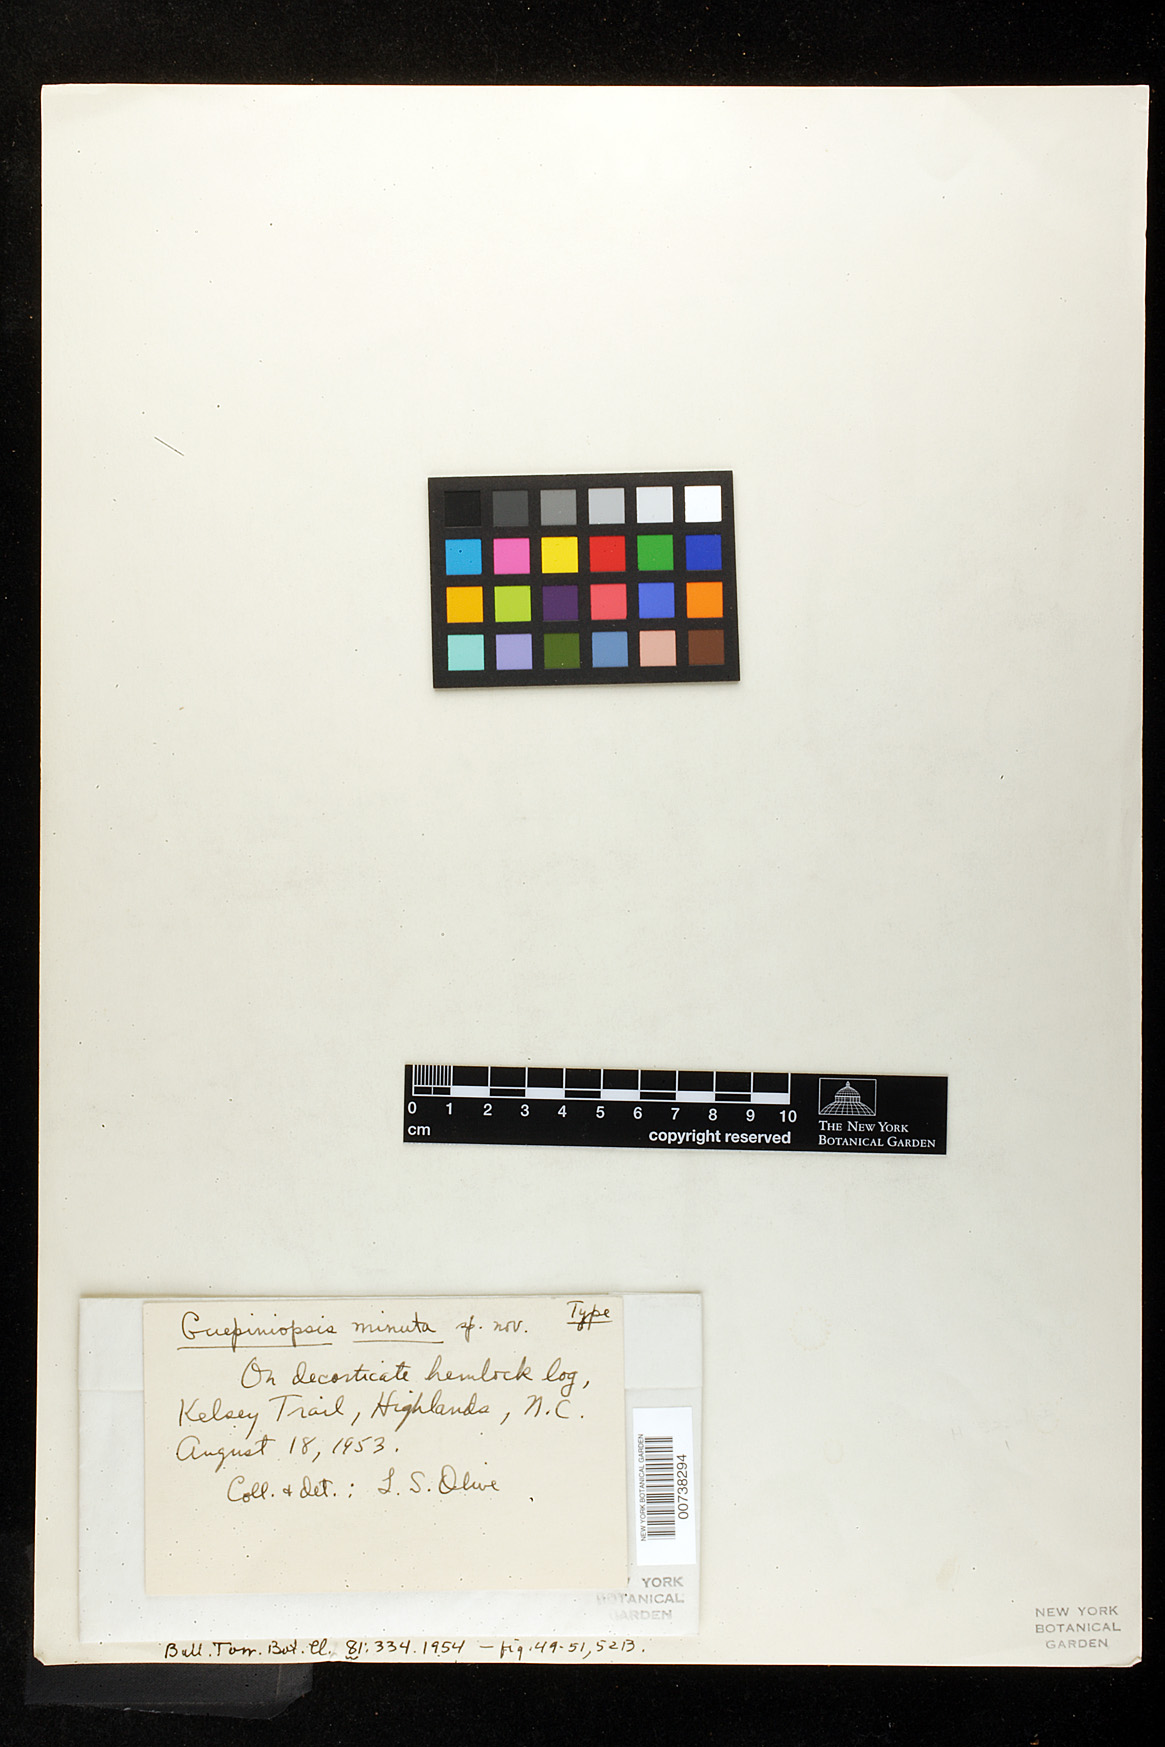 0 1 2 3 4 5 6 7 8 9 10
cm
copyright reserved
THE NEW YORK
BOTANICAL GARDEN
Type
Guepiniopsis minuta sp. nov.
On decorticate hemlock log,
Kelsey Trail, Highlands, N.C.
August 18, 1953.
Coll. & det.: L. S. Olive
NEW YORK BOTANICAL GARDEN
00738294
YORK
BOTANICAL
GARDEN
Bull. Torr. Bot. Cl. 81:334.1954 – fig. 49-51, 52B.
NEW YORK
BOTANICAL
GARDEN